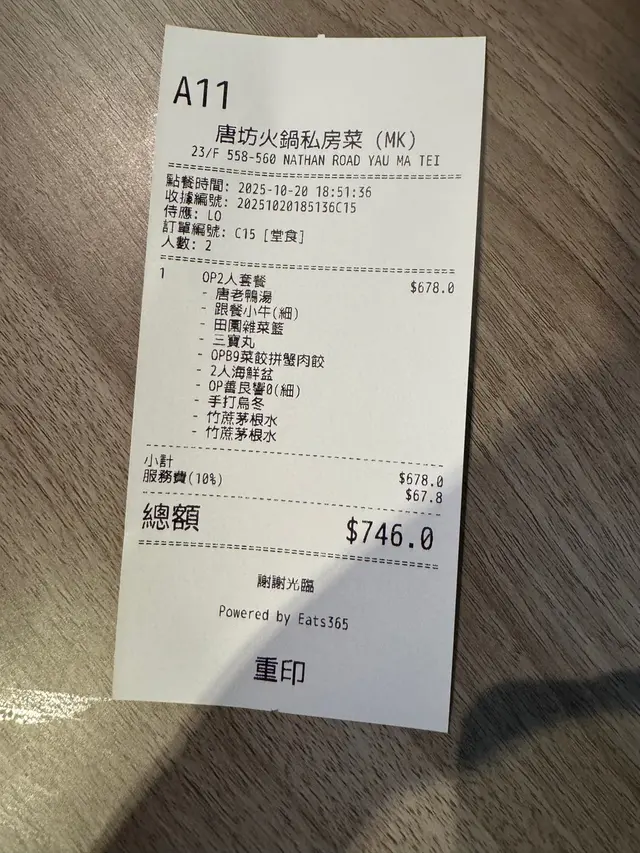 A11
唐坊火鍋私房菜 (MK)
23/F 558-560 NATHAN ROAD YAU MA TEI
點餐時間: 2025-10-20 18:51:36
收據編號: 20251020185136C15
侍應: LO
訂單編號: C15 [堂食]
人數: 2
1 OP2人套餐 $678.0
- 唐老鴨湯
- 跟餐小牛(細)
- 田園雜菜籃
- 三寶丸
- OPB9菜餃拼蟹肉餃
- 2人海鮮盆
- OP舊良響0(細)
- 手打烏冬
- 竹蔗茅根水
- 竹蔗茅根水
小計 $678.0
服務費(10%) $67.8
總額 $746.0
謝謝光臨
Powered by Eats365
重印